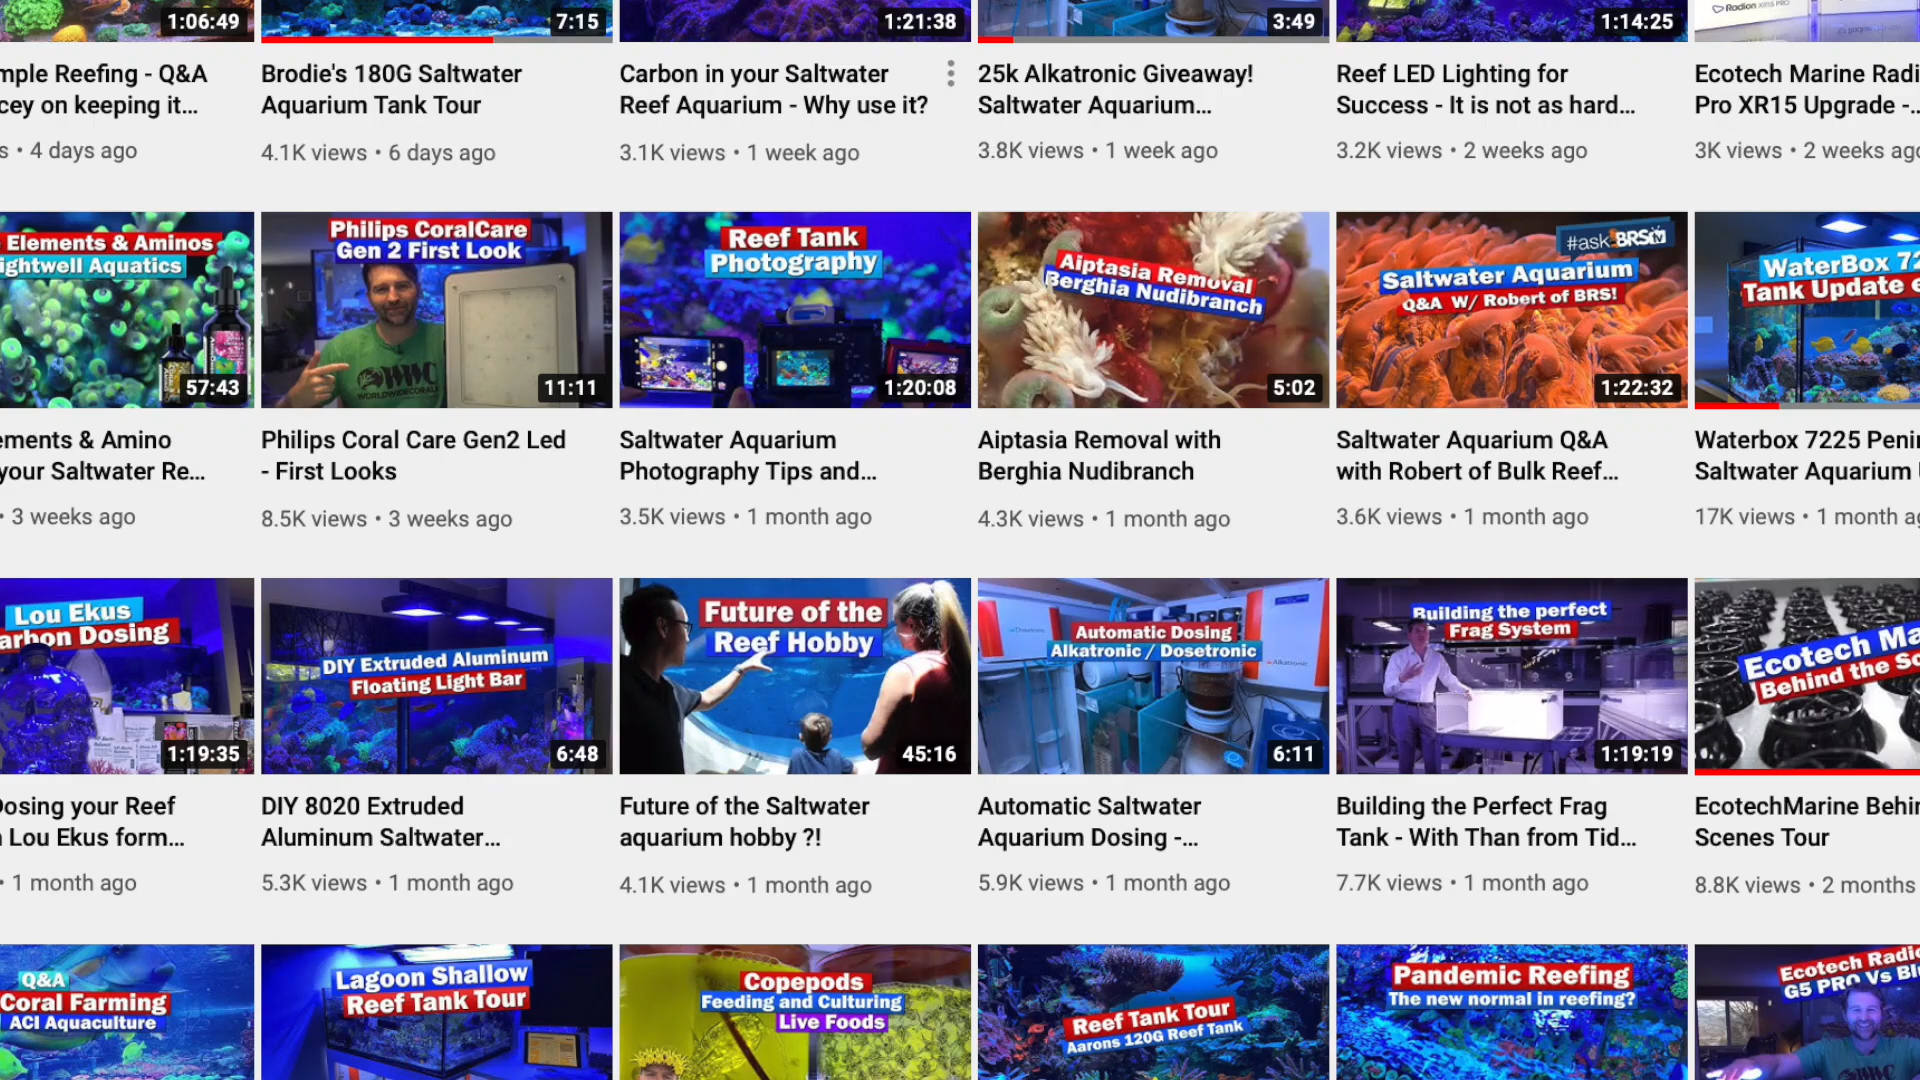 1:06:49
7:15
1:21:38
3:49
1:14:25
Radion XR15 PRO
mple Reefing - Q&A
cey on keeping it...
s • 4 days ago
Brodie's 180G Saltwater
Aquarium Tank Tour
4.1K views • 6 days ago
Carbon in your Saltwater
Reef Aquarium - Why use it?
3.1K views • 1 week ago
25k Alkatronic Giveaway!
Saltwater Aquarium...
3.8K views • 1 week ago
Reef LED Lighting for
Success - It is not as hard...
3.2K views • 2 weeks ago
Ecotech Marine Radi
Pro XR15 Upgrade -...
3K views • 2 weeks ago
Elements & Aminos
ightwell Aquatics
57:43
Philips CoralCare
Gen 2 First Look
WWC
WORLDWIDECORALS
11:11
Reef Tank
Photography
1:20:08
Aiptasia Removal
Berghia Nudibranch
5:02
#ask BRStv
Saltwater Aquarium
Q&A W/ Robert of BRS!
1:22:32
WaterBox 72
Tank Update e
ements & Amino
your Saltwater Re...
• 3 weeks ago
Philips Coral Care Gen2 Led
- First Looks
8.5K views • 3 weeks ago
Saltwater Aquarium
Photography Tips and...
3.5K views • 1 month ago
Aiptasia Removal with
Berghia Nudibranch
4.3K views • 1 month ago
Saltwater Aquarium Q&A
with Robert of Bulk Reef...
3.6K views • 1 month ago
Waterbox 7225 Penin
Saltwater Aquarium
17K views • 1 month ag
Lou Ekus
arbon Dosing
1:19:35
DIY Extruded Aluminum
Floating Light Bar
6:48
Future of the
Reef Hobby
45:16
Automatic Dosing
Alkatronic / Dosetronic
Dosetronic
Alkatronic
6:11
Building the perfect
Frag System
1:19:19
Ecotech Ma
Behind the Sc
Dosing your Reef
Lou Ekus form...
• 1 month ago
DIY 8020 Extruded
Aluminum Saltwater...
5.3K views • 1 month ago
Future of the Saltwater
aquarium hobby ?!
4.1K views • 1 month ago
Automatic Saltwater
Aquarium Dosing -...
5.9K views • 1 month ago
Building the Perfect Frag
Tank - With Than from Tid...
7.7K views • 1 month ago
EcotechMarine Behin
Scenes Tour
8.8K views • 2 months
Q&A
Coral Farming
ACI Aquaculture
Lagoon Shallow
Reef Tank Tour
Copepods
Feeding and Culturing
Live Foods
Reef Tank Tour
Aarons 120G Reef Tank
Pandemic Reefing
The new normal in reefing?
Ecotech Radio
G5 PRO Vs Bl
WWC